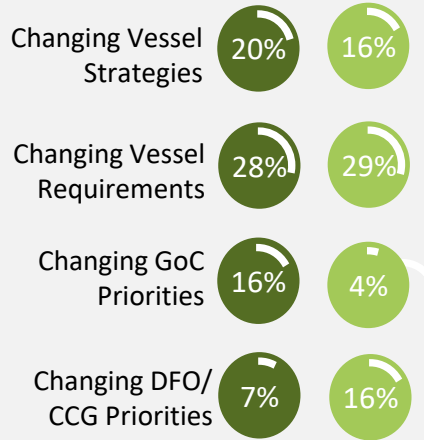 Changing Vessel
Strategies
20%
16%
Changing Vessel
Requirements
28%
29%
Changing GoC
Priorities
16%
4%
Changing DFO/
CCG Priorities
7%
16%